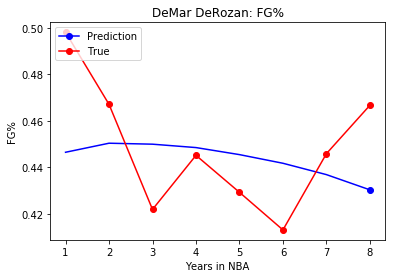 DeMar DeRozan: FG%
Prediction
True
0.50
0.48
0.46
0.44
0.42
FG%
1 2 3 4 5 6 7 8
Years in NBA